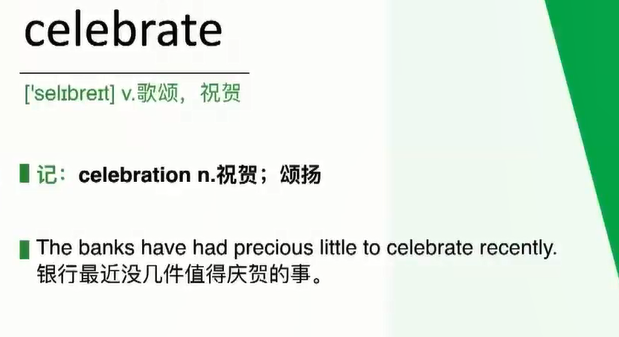 celebrate
['selɪbreɪt] v.歌颂，祝贺
记：celebration n.祝贺；颂扬
The banks have had precious little to celebrate recently.
银行最近没几件值得庆贺的事。